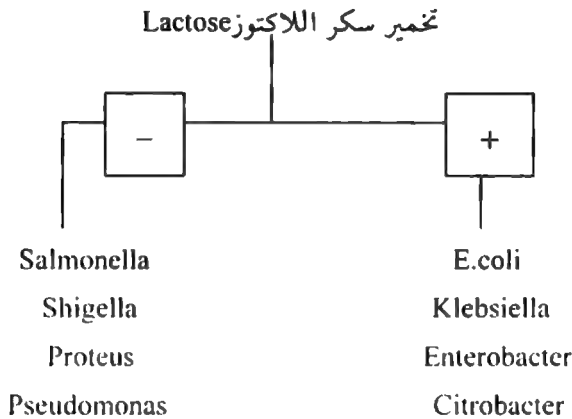 تخمير سكر اللاكتوز Lactose
− +
Salmonella E.coli
Shigella Klebsiella
Proteus Enterobacter
Pseudomonas Citrobacter